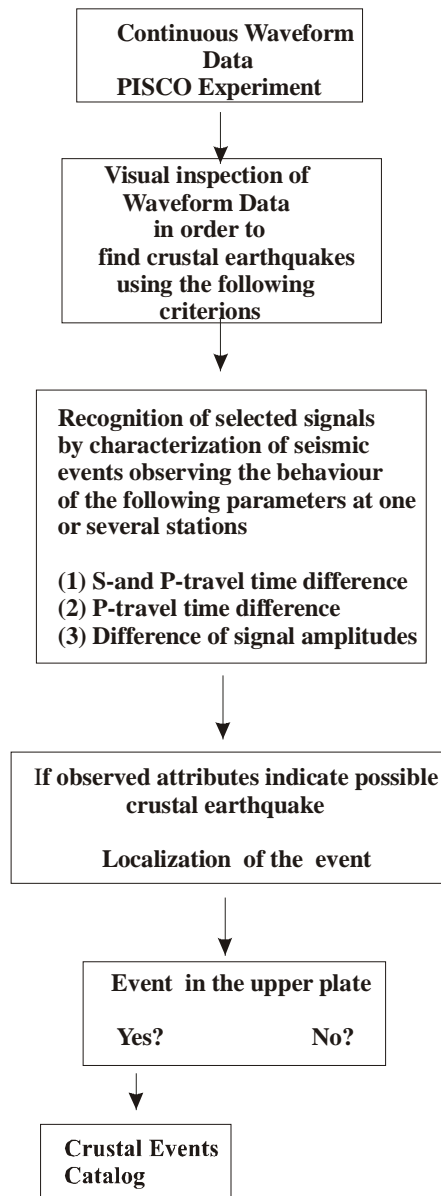 Continuous Waveform
Data
PISCO Experiment
Visual inspection of
Waveform Data
in order to
find crustal earthquakes
using the following
criterions
Recognition of selected signals
by characterization of seismic
events observing the behaviour
of the following parameters at one
or several stations
(1) S-and P-travel time difference
(2) P-travel time difference
(3) Difference of signal amplitudes
If observed attributes indicate possible
crustal earthquake
Localization of the event
Event in the upper plate
Yes? No?
Crustal Events
Catalog